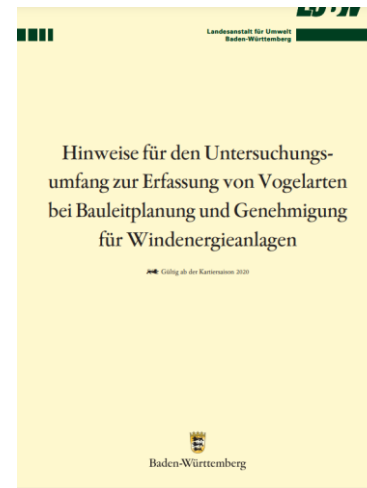 Landesanstalt für Umwelt
Baden-Württemberg
Hinweise für den Untersuchungs-
umfang zur Erfassung von Vogelarten
bei Bauleitplanung und Genehmigung
für Windenergieanlagen
Gültig ab der Kartiersaison 2020
Baden-Württemberg